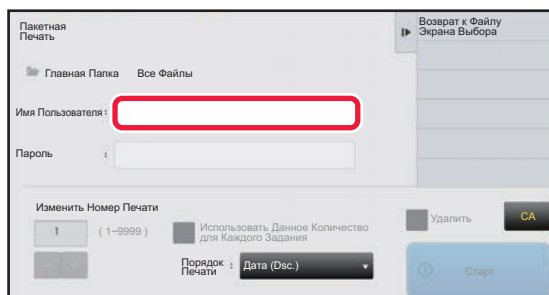 Пакетная
Печать
Возврат к Файлу
Экрана Выбора
Главная Папка Все Файлы
Имя Пользователя :
Пароль :
Изменить Номер Печати
1 ( 1~9999 )
Использовать Данное Количество
для Каждого Задания
Удалить
CA
Порядок
Печати : Дата (Dsc.)
Старт